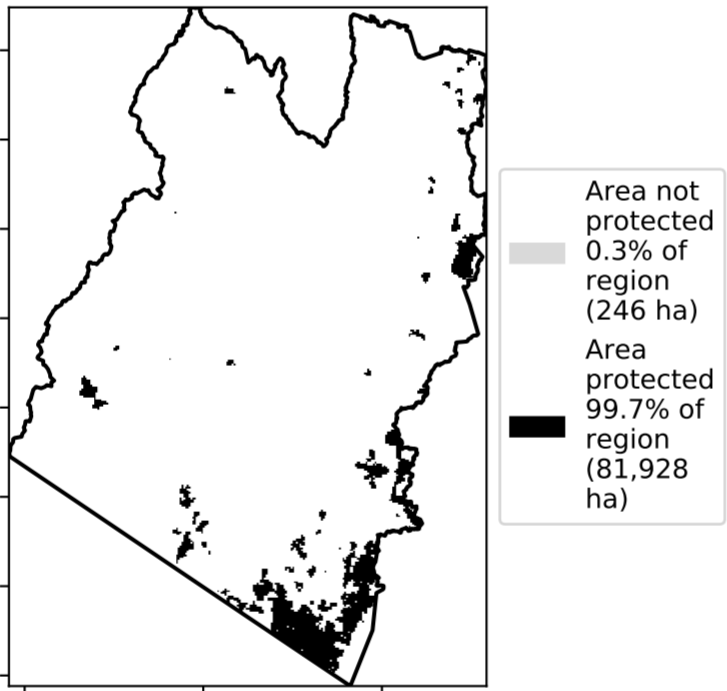 Area not
protected
0.3% of
region
(246 ha)
Area
protected
99.7% of
region
(81,928
ha)